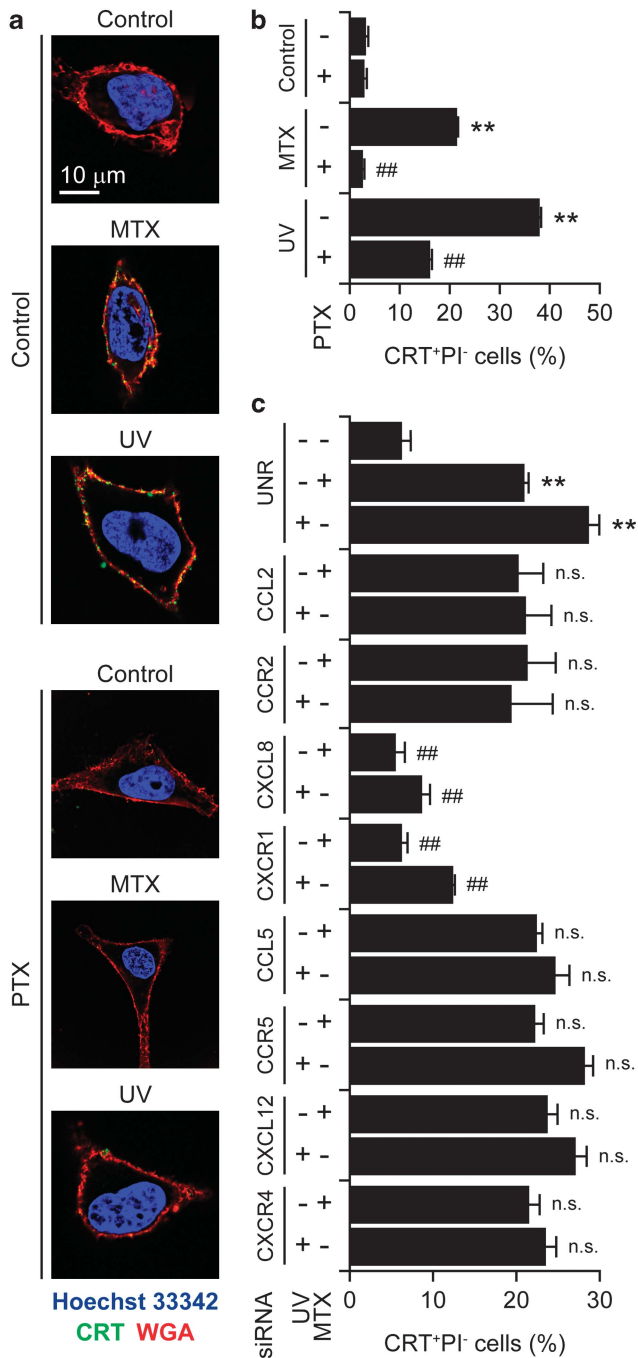 a
Control
10 μm
MTX
UV
Control
Control
MTX
UV
PTX
Hoechst 33342
CRT WGA
b
Control
-
+
MTX
- **
+ ##
UV
- **
+ ##
PTX
0 10 20 30 40 50
CRT⁺PI⁻ cells (%)
c
UNR
- -
- + **
+ - **
CCL2
- + n.s.
+ - n.s.
CCR2
- + n.s.
+ - n.s.
CXCL8
- + ##
+ - ##
CXCR1
- + ##
+ - ##
CCL5
- + n.s.
+ - n.s.
CCR5
- + n.s.
+ - n.s.
CXCL12
- + n.s.
+ - n.s.
CXCR4
- + n.s.
+ - n.s.
siRNA
UV
MTX
0 10 20 30
CRT⁺PI⁻ cells (%)